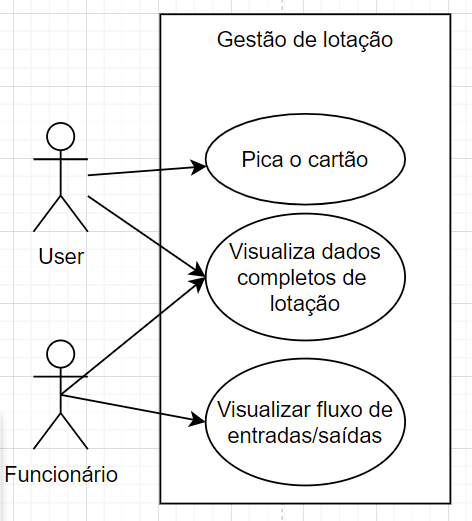 Gestão de lotação
Pica o cartão
User
Visualiza dados
completos de
lotação
Visualizar fluxo de
entradas/saídas
Funcionário